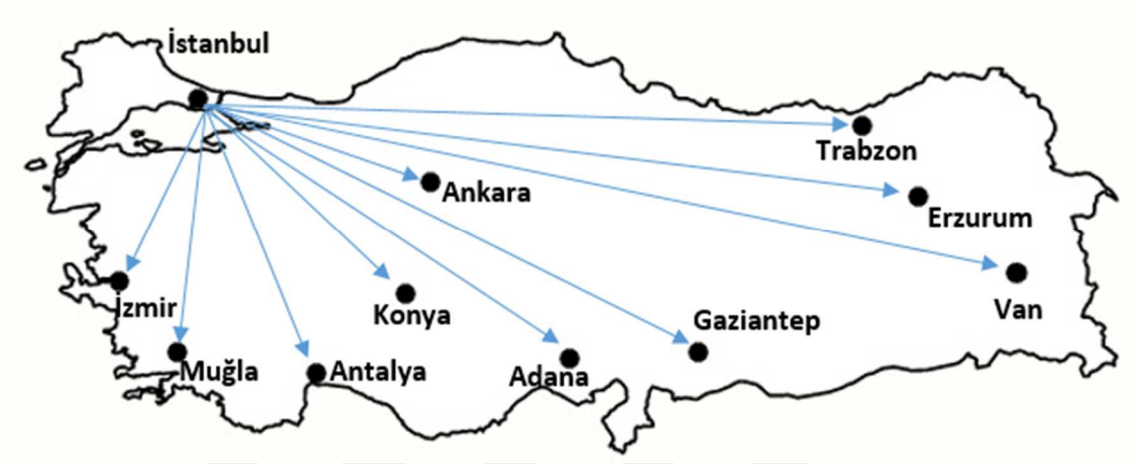 İstanbul
Trabzon
Ankara
Erzurum
İzmir
Konya
Van
Gaziantep
Muğla
Antalya
Adana